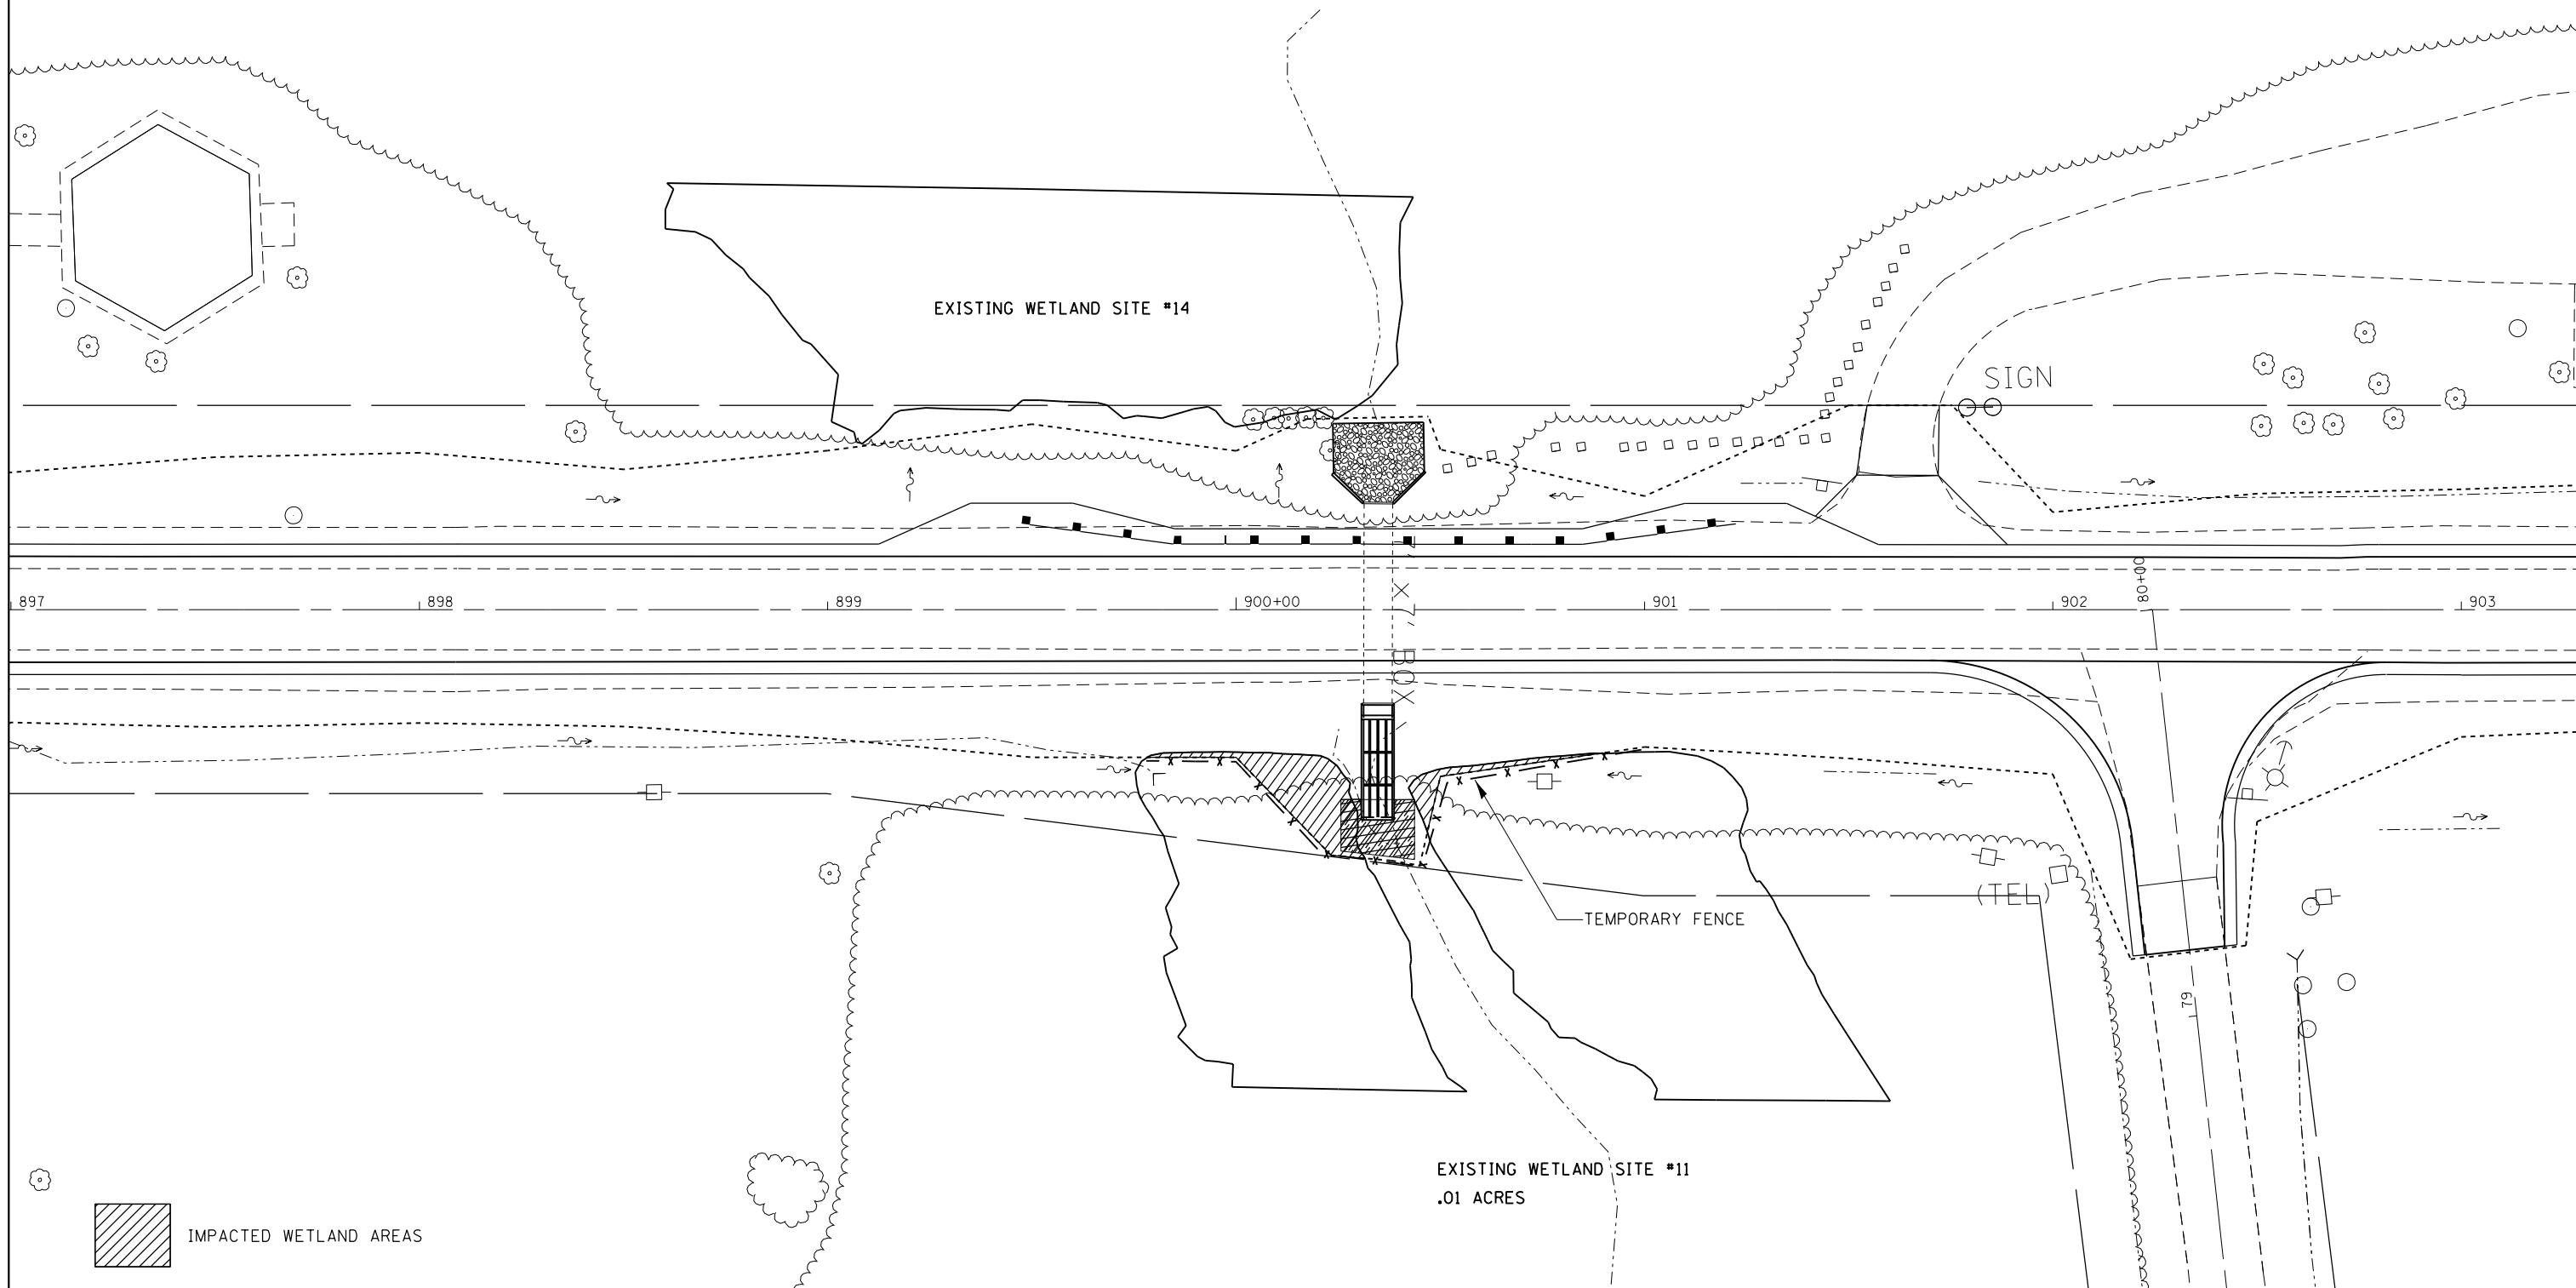 EXISTING WETLAND SITE #14
SIGN
897
898
899
900+00
901
902
903
80+00
7' X 7' BOX
TEMPORARY FENCE
(TEL)
79
EXISTING WETLAND SITE #11
.01 ACRES
IMPACTED WETLAND AREAS